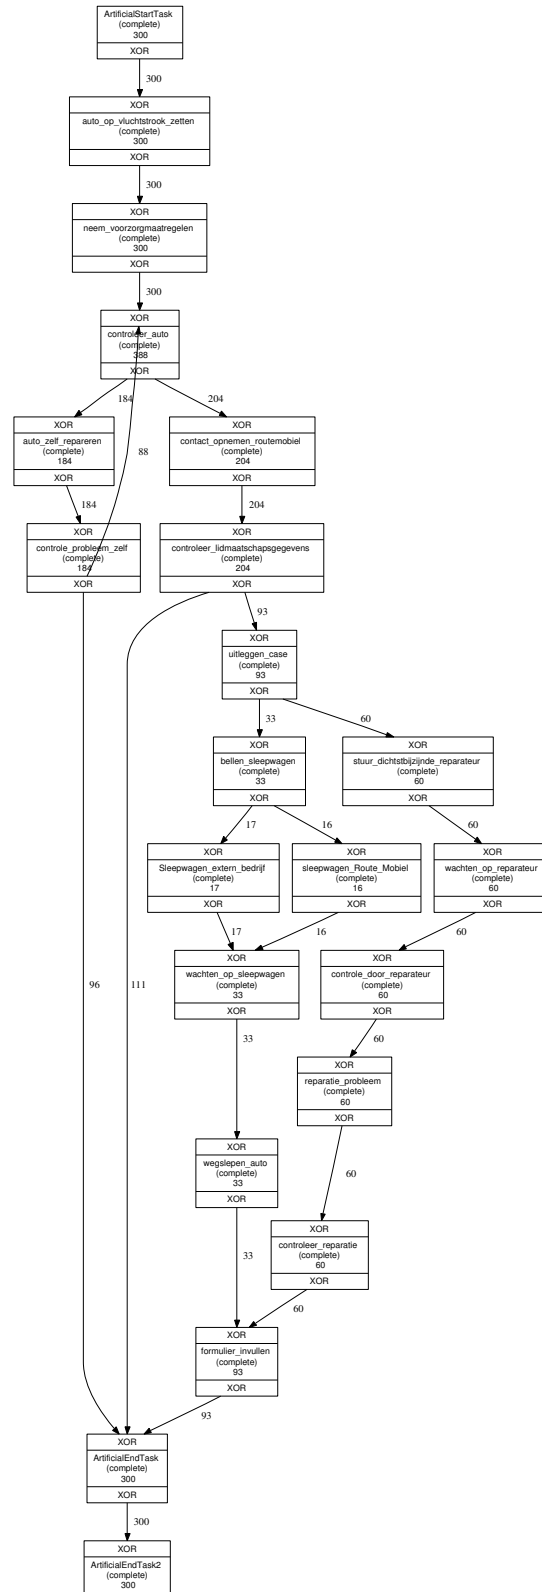 ArtificialStartTask
(complete)
300
XOR
300
XOR
auto_op_vluchtstrook_zetten
(complete)
300
XOR
300
XOR
neem_voorzorgmaatregelen
(complete)
300
XOR
300
XOR
controleer_auto
(complete)
388
XOR
184
204
XOR
auto_zelf_repareren
(complete)
184
XOR
88
XOR
contact_opnemen_routemobiel
(complete)
204
XOR
184
204
XOR
controle_probleem_zelf
(complete)
184
XOR
XOR
controleer_lidmaatschapsgegevens
(complete)
204
XOR
93
XOR
uitleggen_case
(complete)
93
XOR
33
60
XOR
bellen_sleepwagen
(complete)
33
XOR
XOR
stuur_dichtstbijzijnde_reparateur
(complete)
60
XOR
17
16
60
XOR
Sleepwagen_extern_bedrijf
(complete)
17
XOR
XOR
sleepwagen_Route_Mobiel
(complete)
16
XOR
XOR
wachten_op_reparateur
(complete)
60
XOR
17
16
60
96
111
XOR
wachten_op_sleepwagen
(complete)
33
XOR
XOR
controle_door_reparateur
(complete)
60
XOR
33
60
XOR
reparatie_probleem
(complete)
60
XOR
XOR
wegslepen_auto
(complete)
33
XOR
60
XOR
controleer_reparatie
(complete)
60
XOR
33
60
XOR
formulier_invullen
(complete)
93
XOR
93
XOR
ArtificialEndTask
(complete)
300
XOR
300
XOR
ArtificialEndTask2
(complete)
300